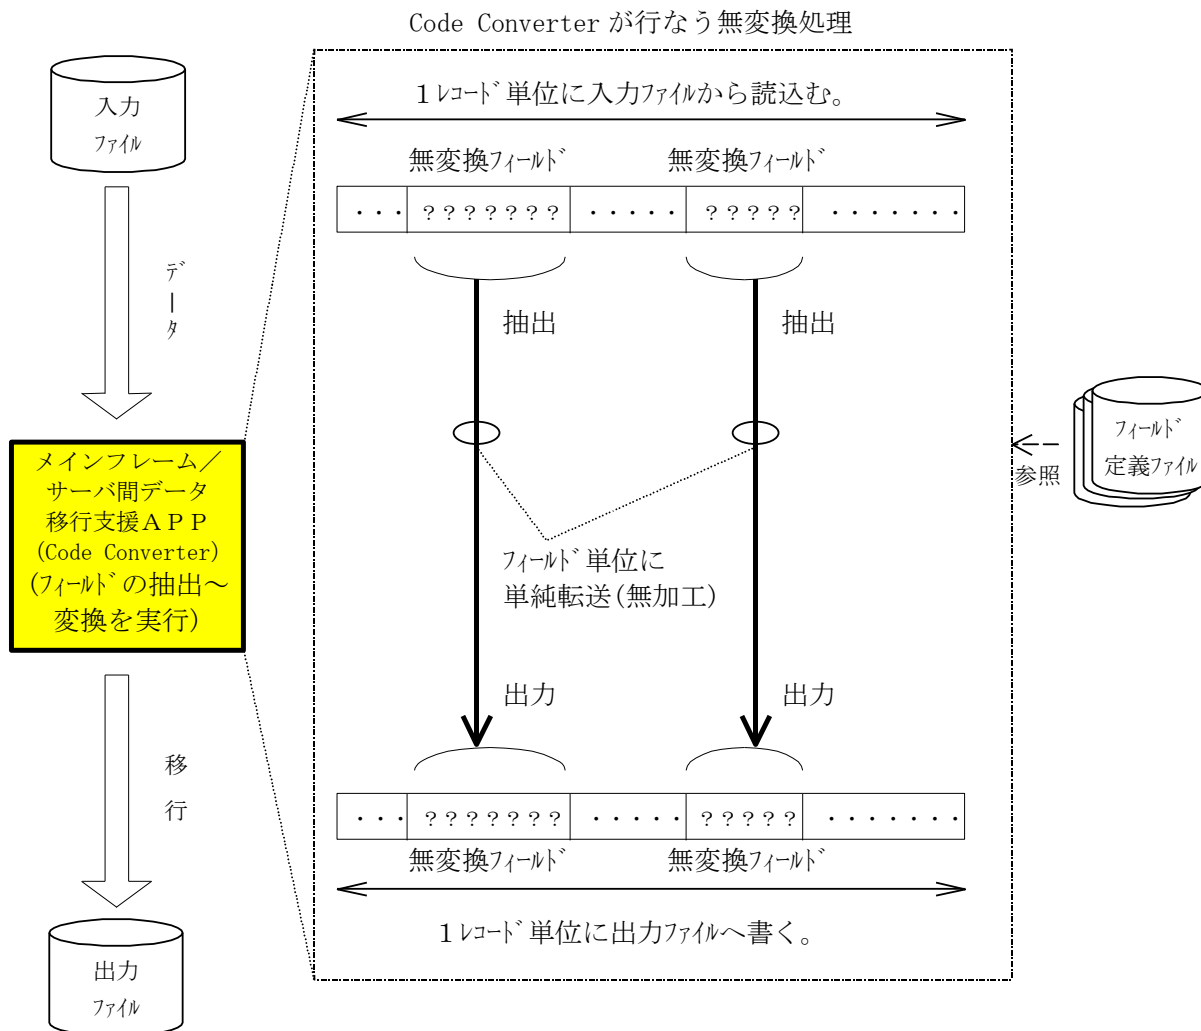 Code Converter が行なう無変換処理
入力
ファイル
デ
ー
タ
メインフレーム／
サーバ間データ
移行支援ＡＰＰ
(Code Converter)
(ﾌｨｰﾙﾄﾞの抽出～
変換を実行)
移
行
出力
ファイル
１ﾚｺｰﾄﾞ単位に入力ﾌｧｲﾙから読込む。
無変換ﾌｨｰﾙﾄﾞ 無変換ﾌｨｰﾙﾄﾞ
・・・ ？？？？？？？ ・・・・・ ？？？？？ ・・・・・・・
抽出 抽出
ﾌｨｰﾙﾄﾞ単位に
単純転送(無加工)
出力 出力
・・・ ？？？？？？？ ・・・・・ ？？？？？ ・・・・・・・
無変換ﾌｨｰﾙﾄﾞ 無変換ﾌｨｰﾙﾄﾞ
１ﾚｺｰﾄﾞ単位に出力ﾌｧｲﾙへ書く。
参照
ﾌｨｰﾙﾄﾞ
定義ﾌｧｲﾙ